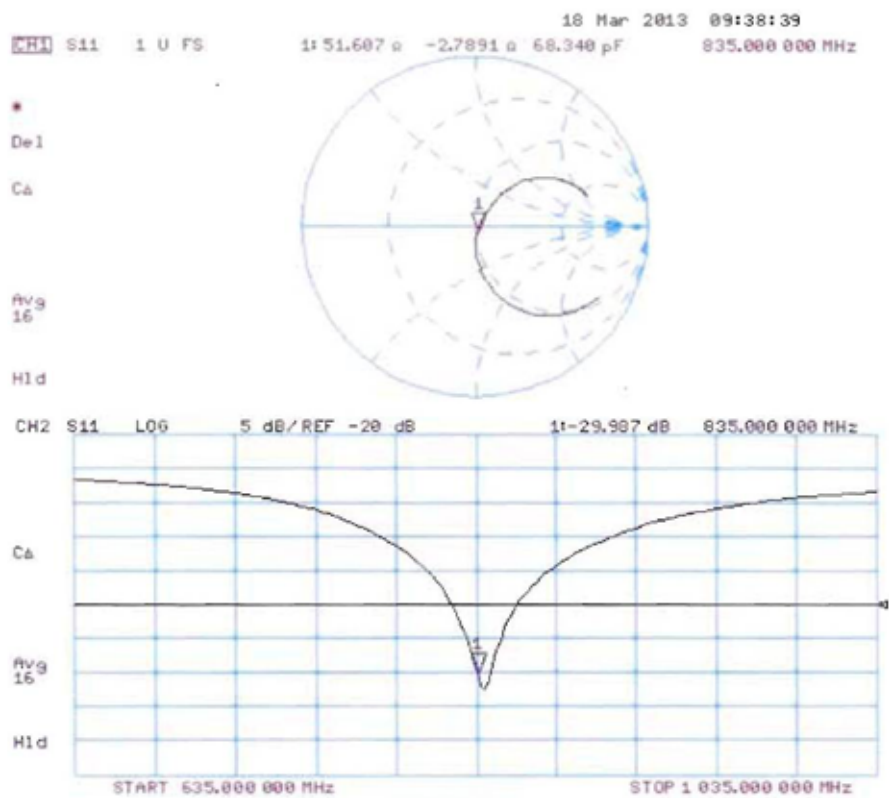 18 Mar 2013 09:38:39
CH1 S11 1 U FS 1:51.607 Ω -2.7891 Ω 68.340 pF 835.000 000 MHz
*
Del
CΔ
1
Avg
16
Hld
CH2 S11 LOG 5 dB/REF -20 dB 1:-29.987 dB 835.000 000 MHz
CΔ
1
Avg
16
Hld
START 635.000 000 MHz STOP 1 035.000 000 MHz